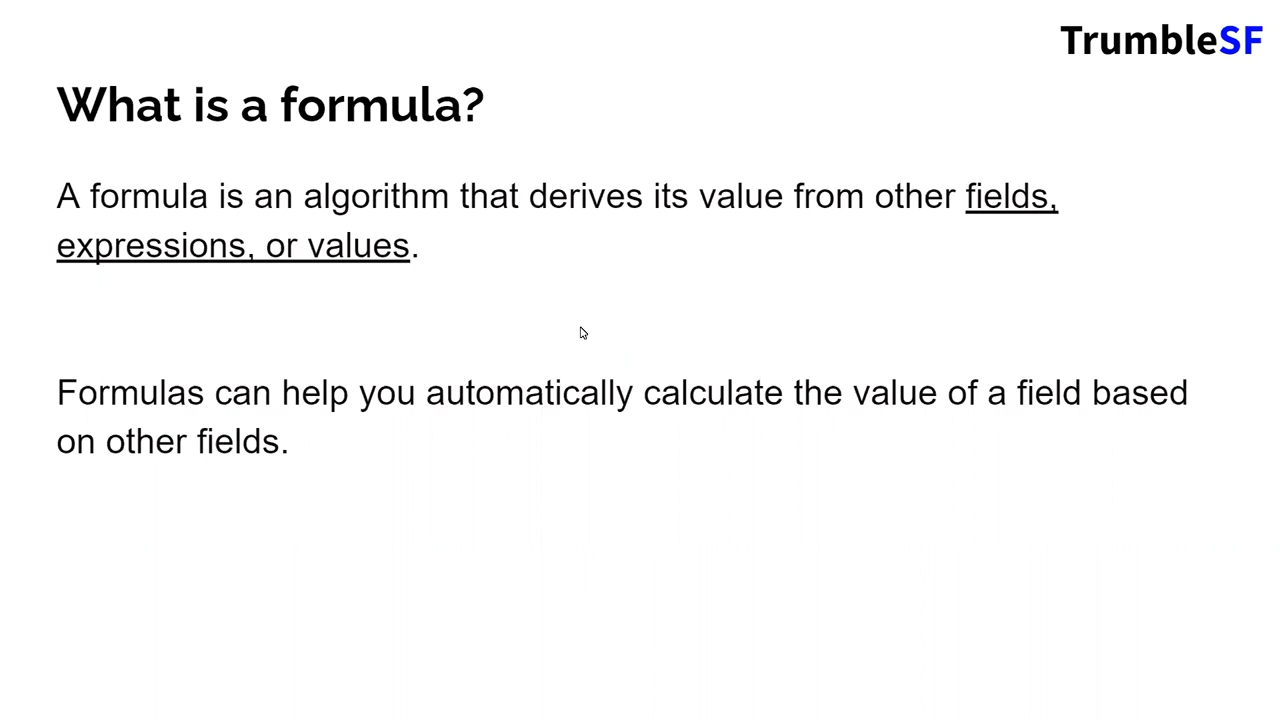 TrumbleSF
What is a formula?
A formula is an algorithm that derives its value from other fields,
expressions, or values.
Formulas can help you automatically calculate the value of a field based
on other fields.